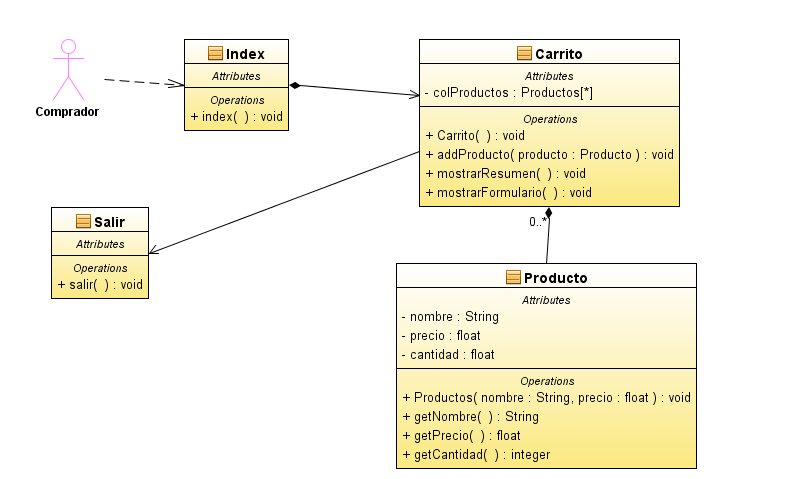 Comprador
Index
Attributes
Operations
+ index( ) : void
Carrito
Attributes
- colProductos : Productos[*]
Operations
+ Carrito( ) : void
+ addProducto( producto : Producto ) : void
+ mostrarResumen( ) : void
+ mostrarFormulario( ) : void
Salir
Attributes
Operations
+ salir( ) : void
0..*
Producto
Attributes
- nombre : String
- precio : float
- cantidad : float
Operations
+ Productos( nombre : String, precio : float ) : void
+ getNombre( ) : String
+ getPrecio( ) : float
+ getCantidad( ) : integer